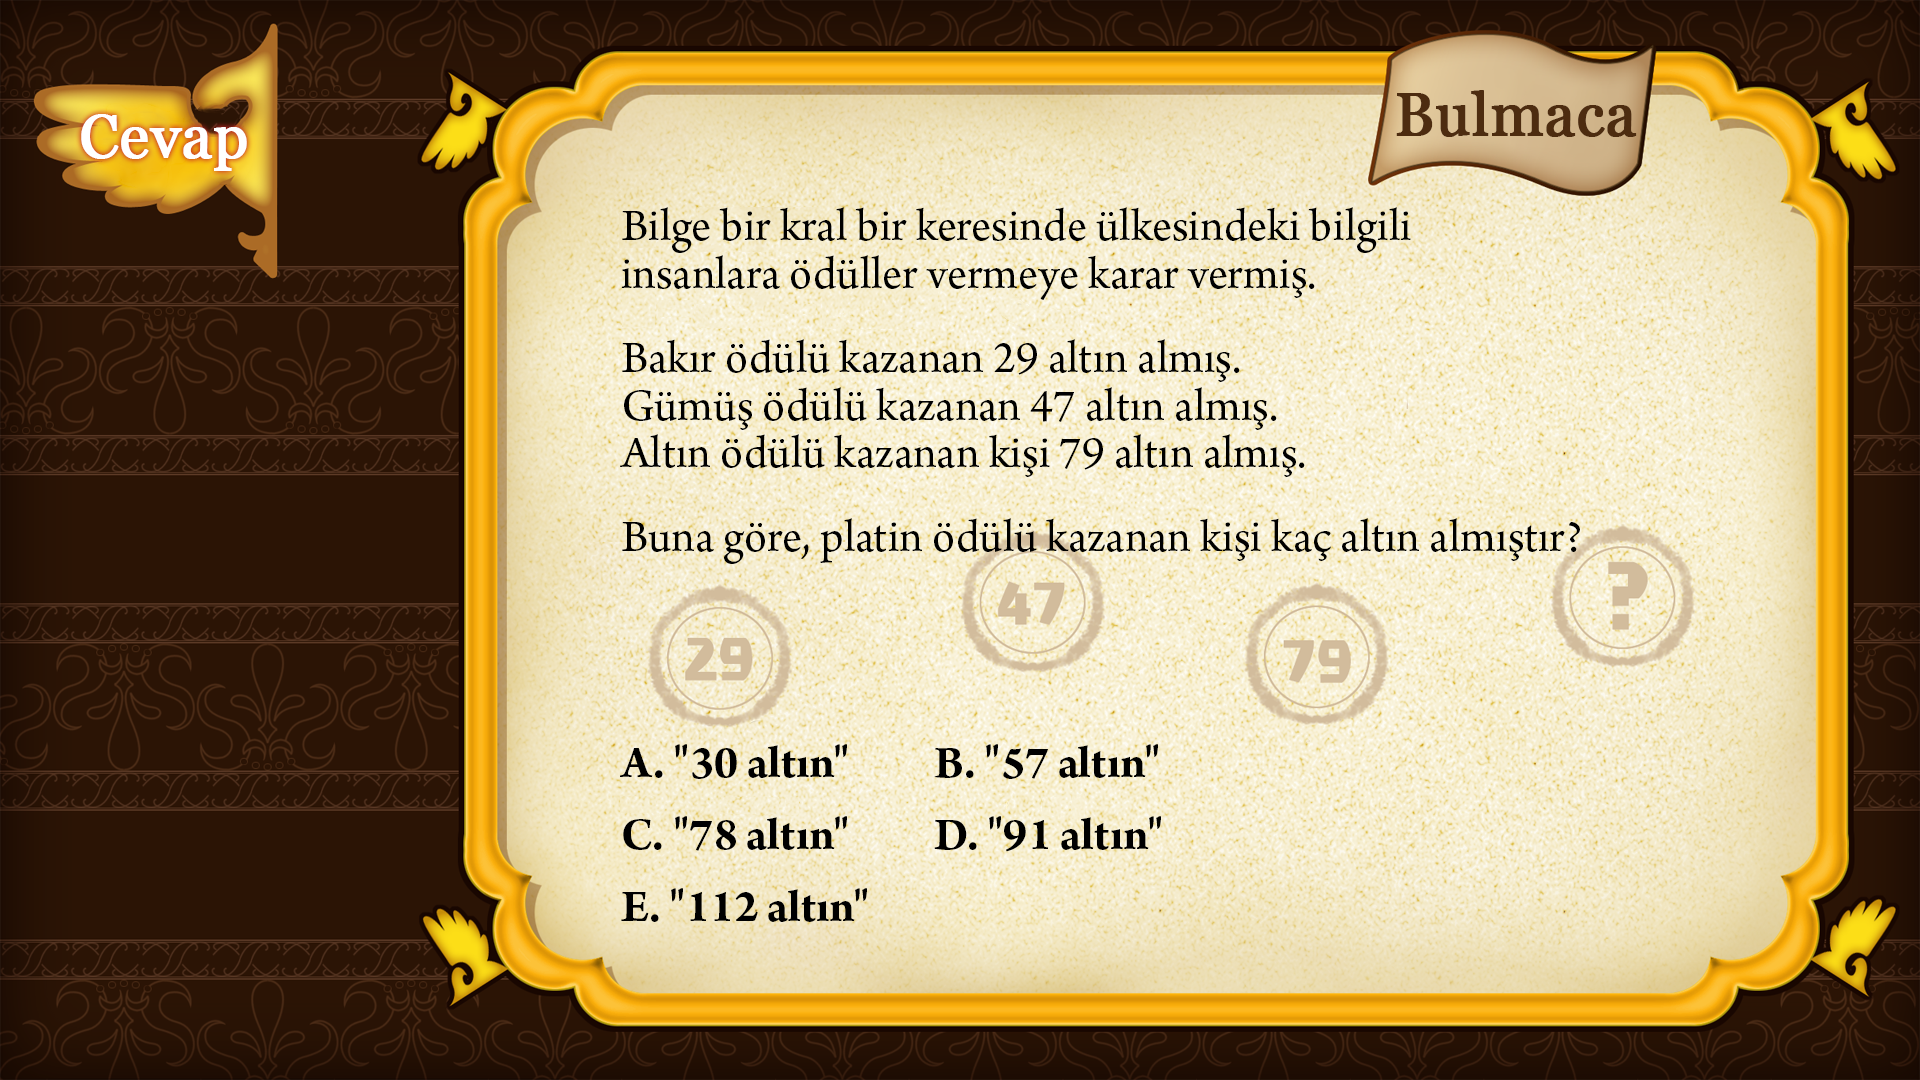 Cevap
Bulmaca
Bilge bir kral bir keresinde ülkesindeki bilgili
insanlara ödüller vermeye karar vermiş.
Bakır ödülü kazanan 29 altın almış.
Gümüş ödülü kazanan 47 altın almış.
Altın ödülü kazanan kişi 79 altın almış.
Buna göre, platin ödülü kazanan kişi kaç altın almıştır?
29 47 79 ?
A. "30 altın" B. "57 altın"
C. "78 altın" D. "91 altın"
E. "112 altın"